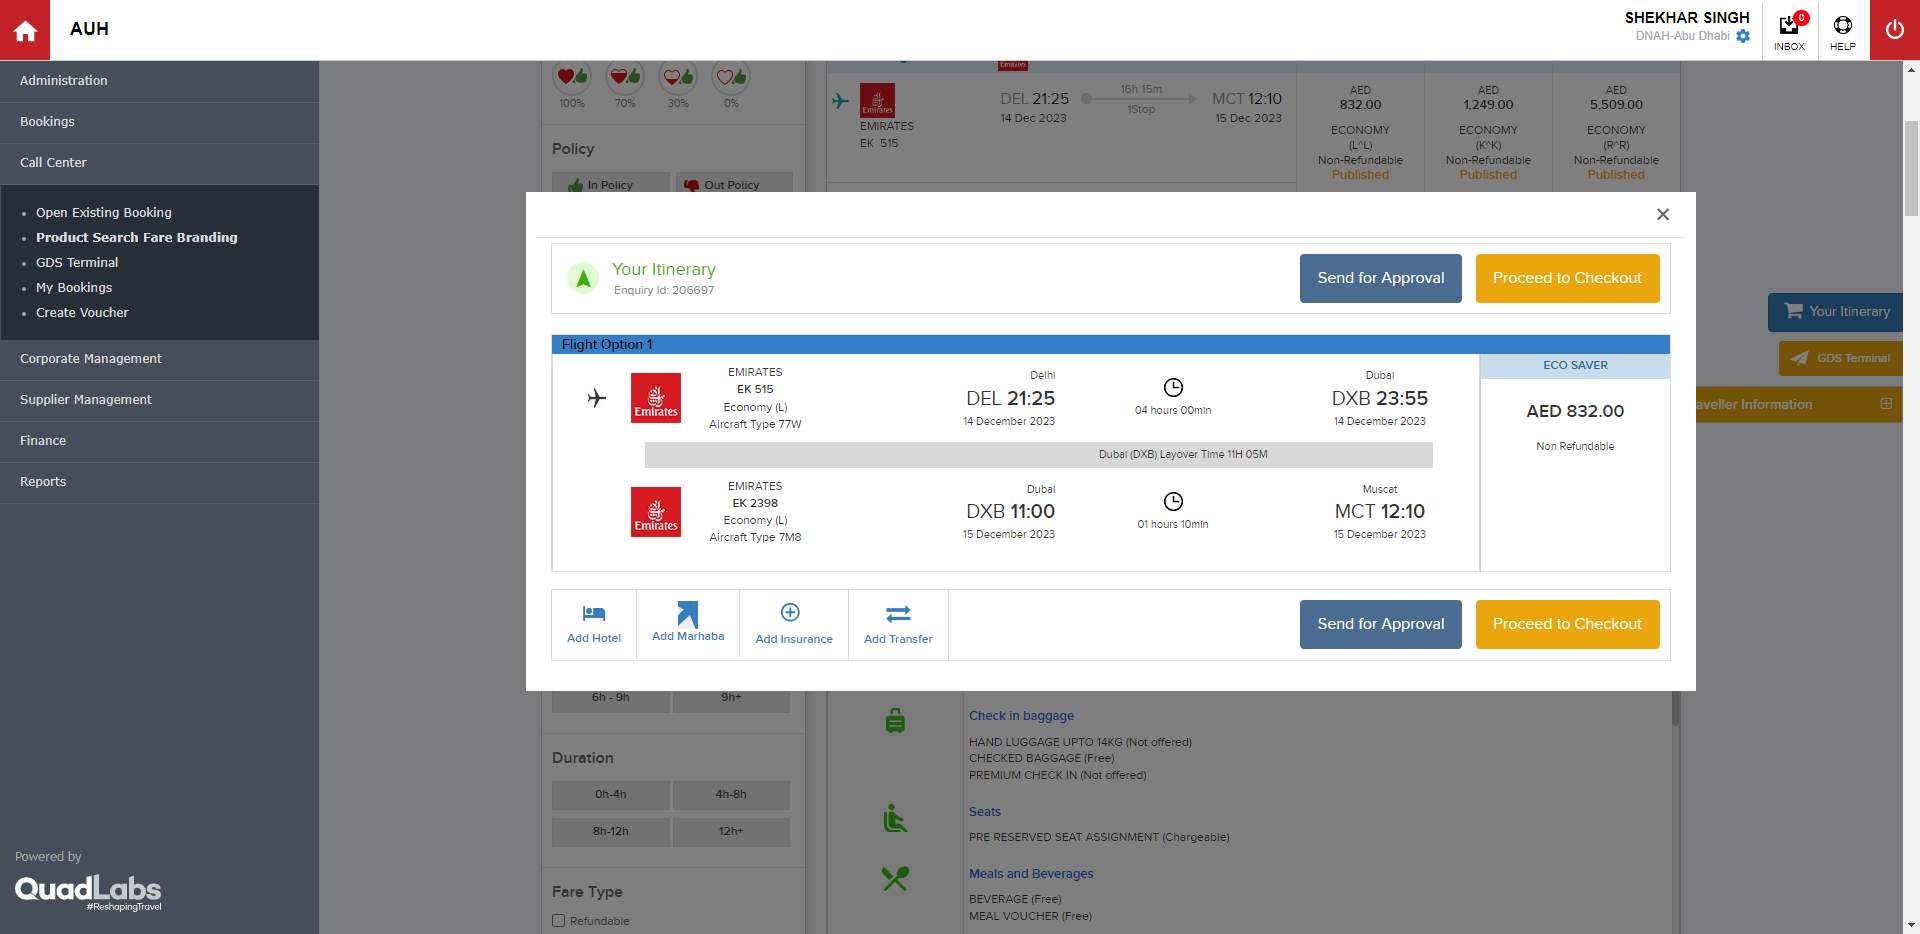 AUH
SHEKHAR SINGH
DNAH-Abu Dhabi
0
INBOX
HELP
Administration
Bookings
Call Center
Open Existing Booking
Product Search Fare Branding
GDS Terminal
My Bookings
Create Voucher
Corporate Management
Supplier Management
Finance
Reports
Powered by
QuadLabs
#ReshapingTravel
100% 70% 30% 0%
Policy
In Policy Out Policy
Emirates
EMIRATES
EK 515
DEL 21:25
14 Dec 2023
16h 15m
1Stop
MCT 12:10
15 Dec 2023
AED
832.00
ECONOMY
(L^L)
Non-Refundable
Published
AED
1,249.00
ECONOMY
(K^K)
Non-Refundable
Published
AED
5,509.00
ECONOMY
(R^R)
Non-Refundable
Published
Your Itinerary
Enquiry Id: 206697
Send for Approval
Proceed to Checkout
Flight Option 1
Emirates
EMIRATES
EK 515
Economy (L)
Aircraft Type 77W
Delhi
DEL 21:25
14 December 2023
04 hours 00min
Dubai
DXB 23:55
14 December 2023
Dubai (DXB) Layover Time 11H 05M
Emirates
EMIRATES
EK 2398
Economy (L)
Aircraft Type 7M8
Dubai
DXB 11:00
15 December 2023
01 hours 10min
Muscat
MCT 12:10
15 December 2023
ECO SAVER
AED 832.00
Non Refundable
Add Hotel
Add Marhaba
Add Insurance
Add Transfer
Send for Approval
Proceed to Checkout
Your Itinerary
GDS Terminal
aveller Information
6h - 9h 9h+
Duration
0h-4h 4h-8h
8h-12h 12h+
Fare Type
Refundable
Check in baggage
HAND LUGGAGE UPTO 14KG (Not offered)
CHECKED BAGGAGE (Free)
PREMIUM CHECK IN (Not offered)
Seats
PRE RESERVED SEAT ASSIGNMENT (Chargeable)
Meals and Beverages
BEVERAGE (Free)
MEAL VOUCHER (Free)